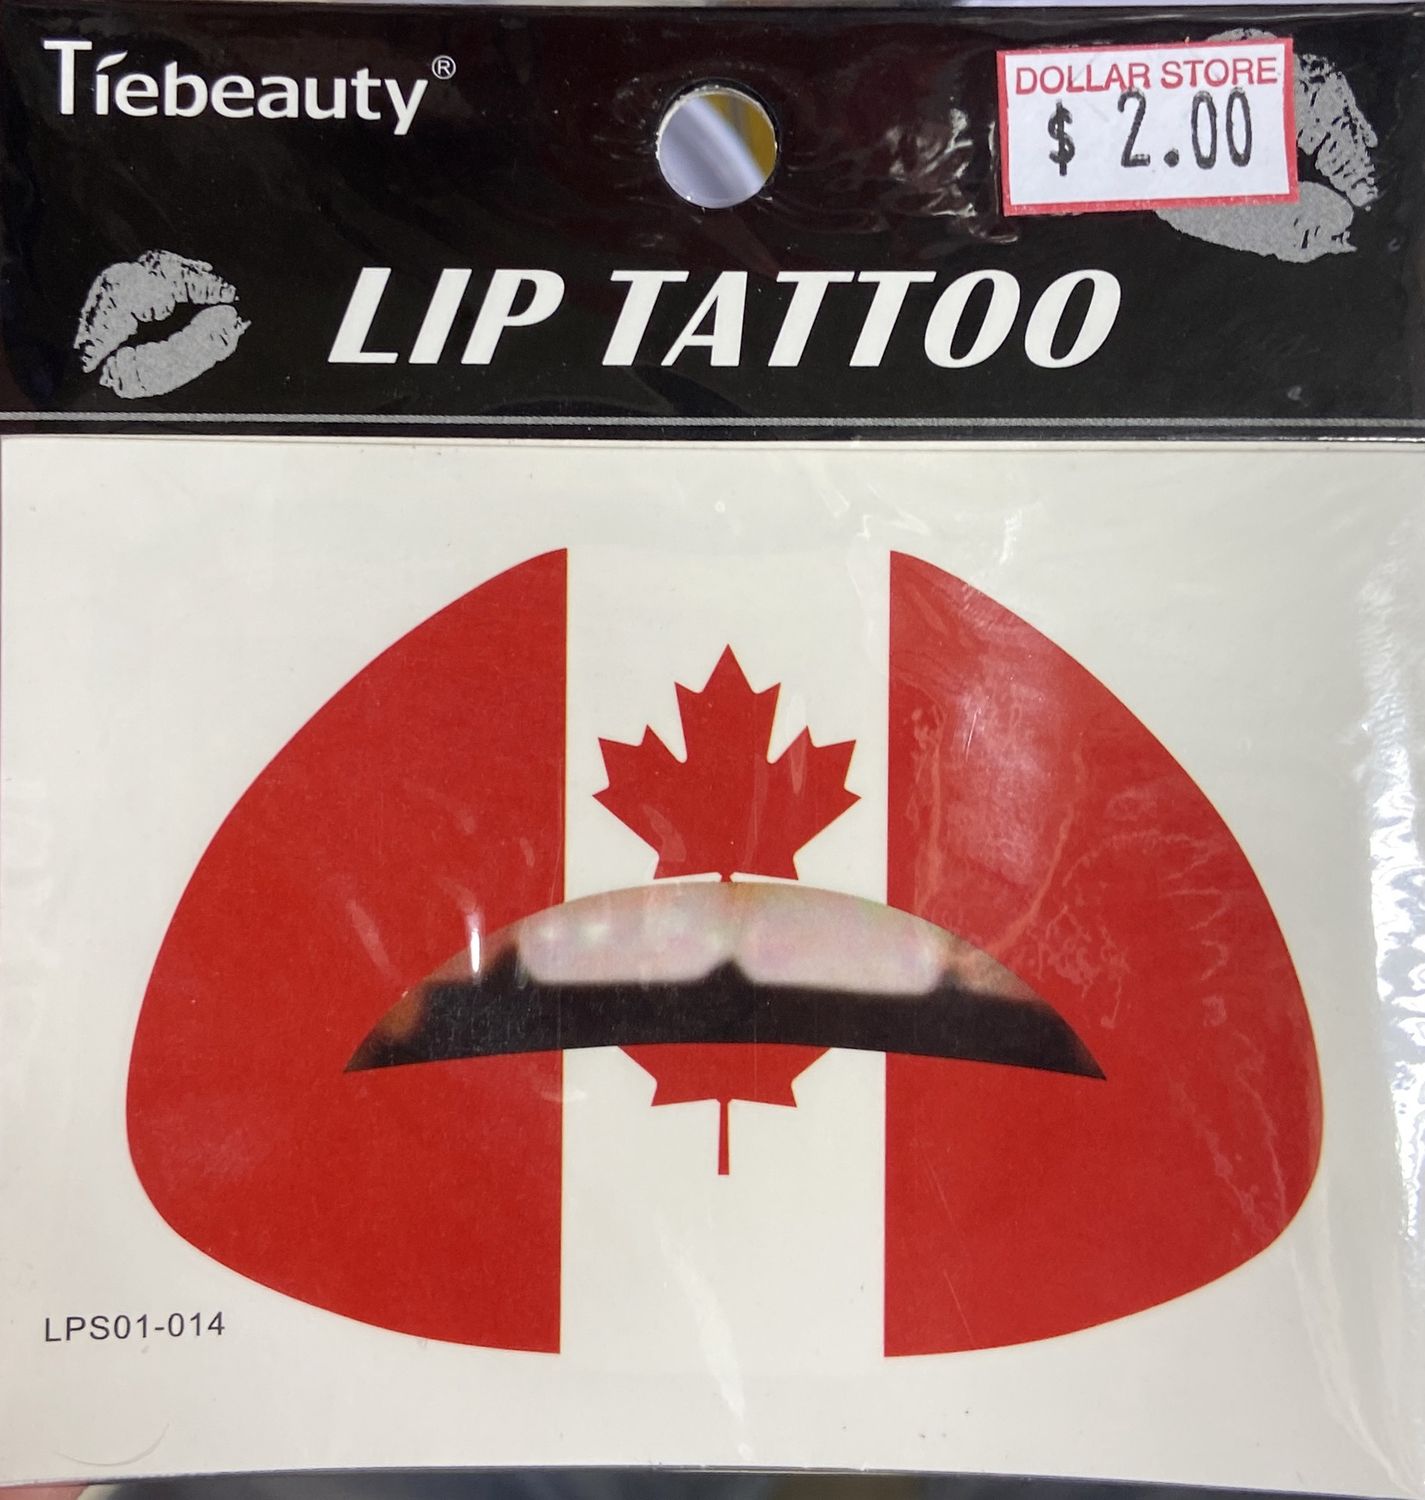 Tiebeauty®
DOLLAR STORE
$ 2.00
LIP TATTOO
LPS01-014